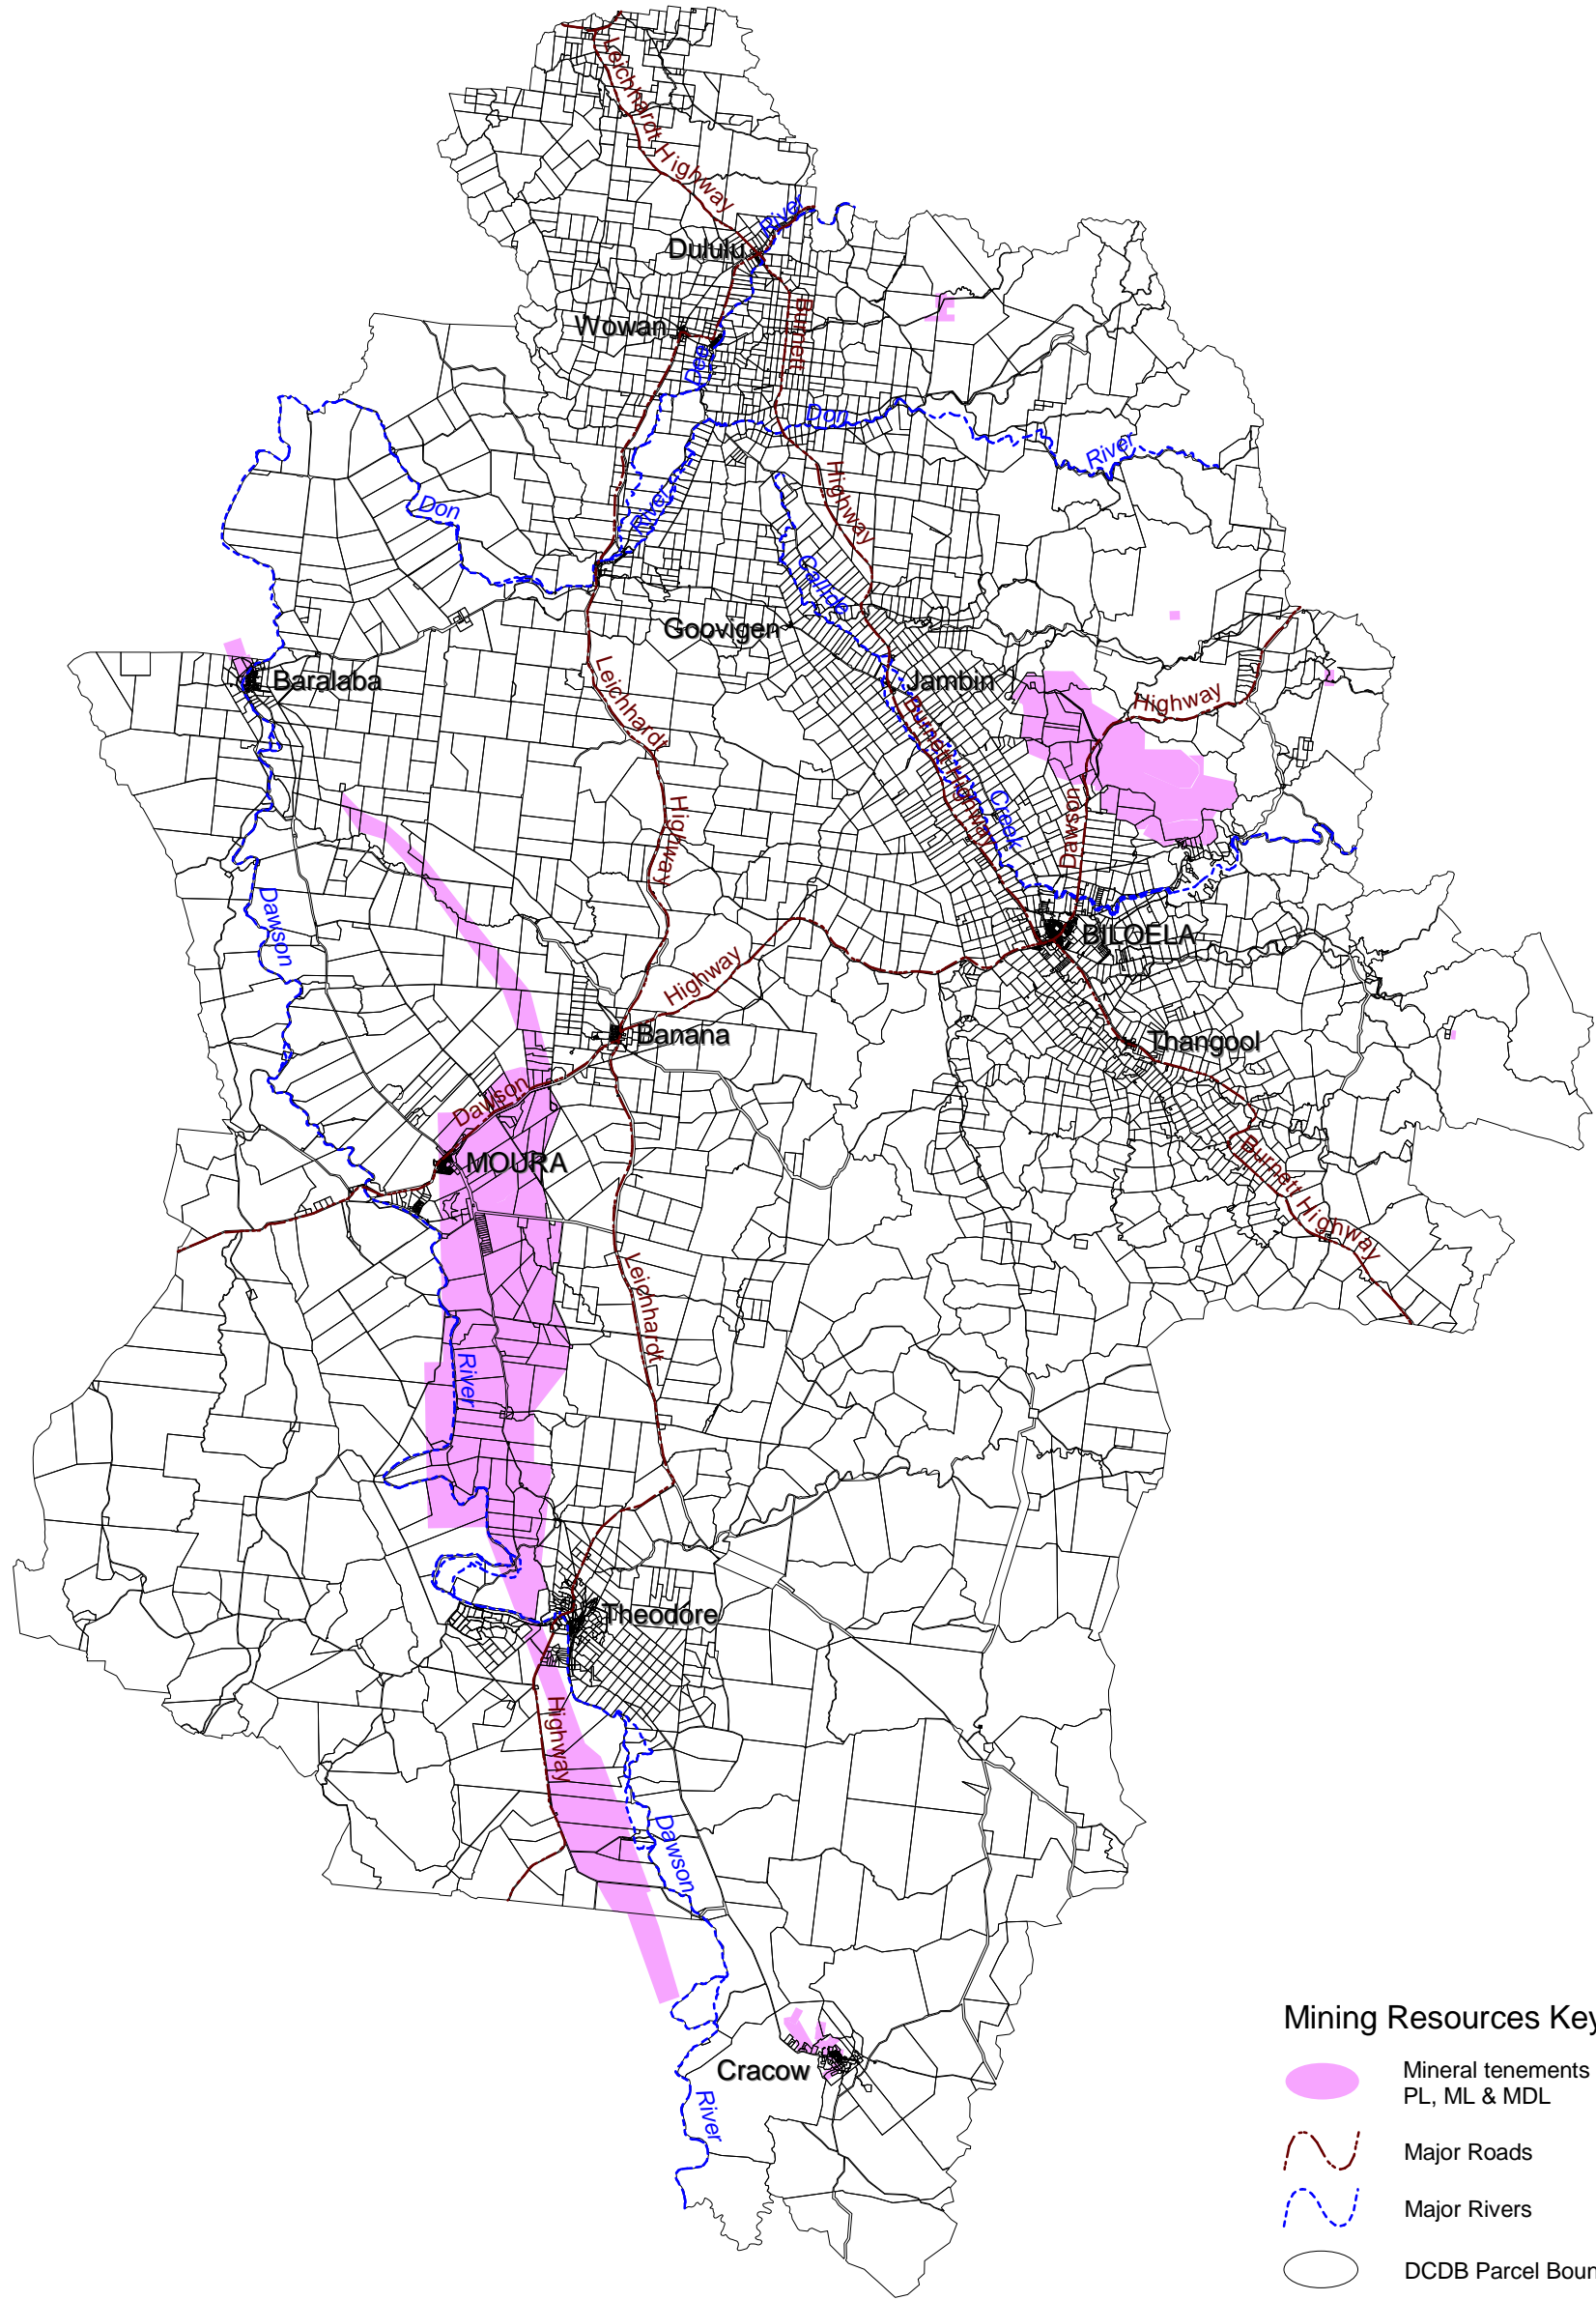 Leichhardt Highway
River
Dululu
Burnett
Wowan
Dee
Don
River
Highway
Don
River
Callide
Goovigen
Leichhardt
Jambin
Baralaba
Highway
Burnett Highway
Highway
Creek
Dawson
Dawson
BILOELA
Highway
Banana
Thangool
Dawson
MOURA
Burnett Highway
Leichhardt
River
Theodore
Highway
Dawson
Cracow
River
Mining Resources Key
Mineral tenements
PL, ML & MDL
Major Roads
Major Rivers
DCDB Parcel Boun